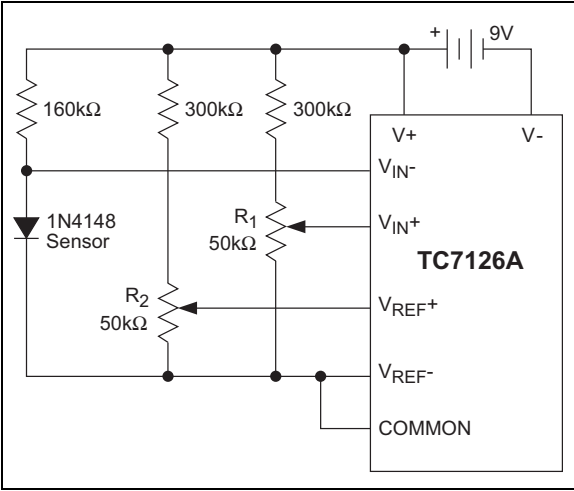 + 9V
160kΩ
300kΩ
300kΩ
V+
V-
VIN-
1N4148
Sensor
R1
50kΩ
VIN+
TC7126A
R2
50kΩ
VREF+
VREF-
COMMON